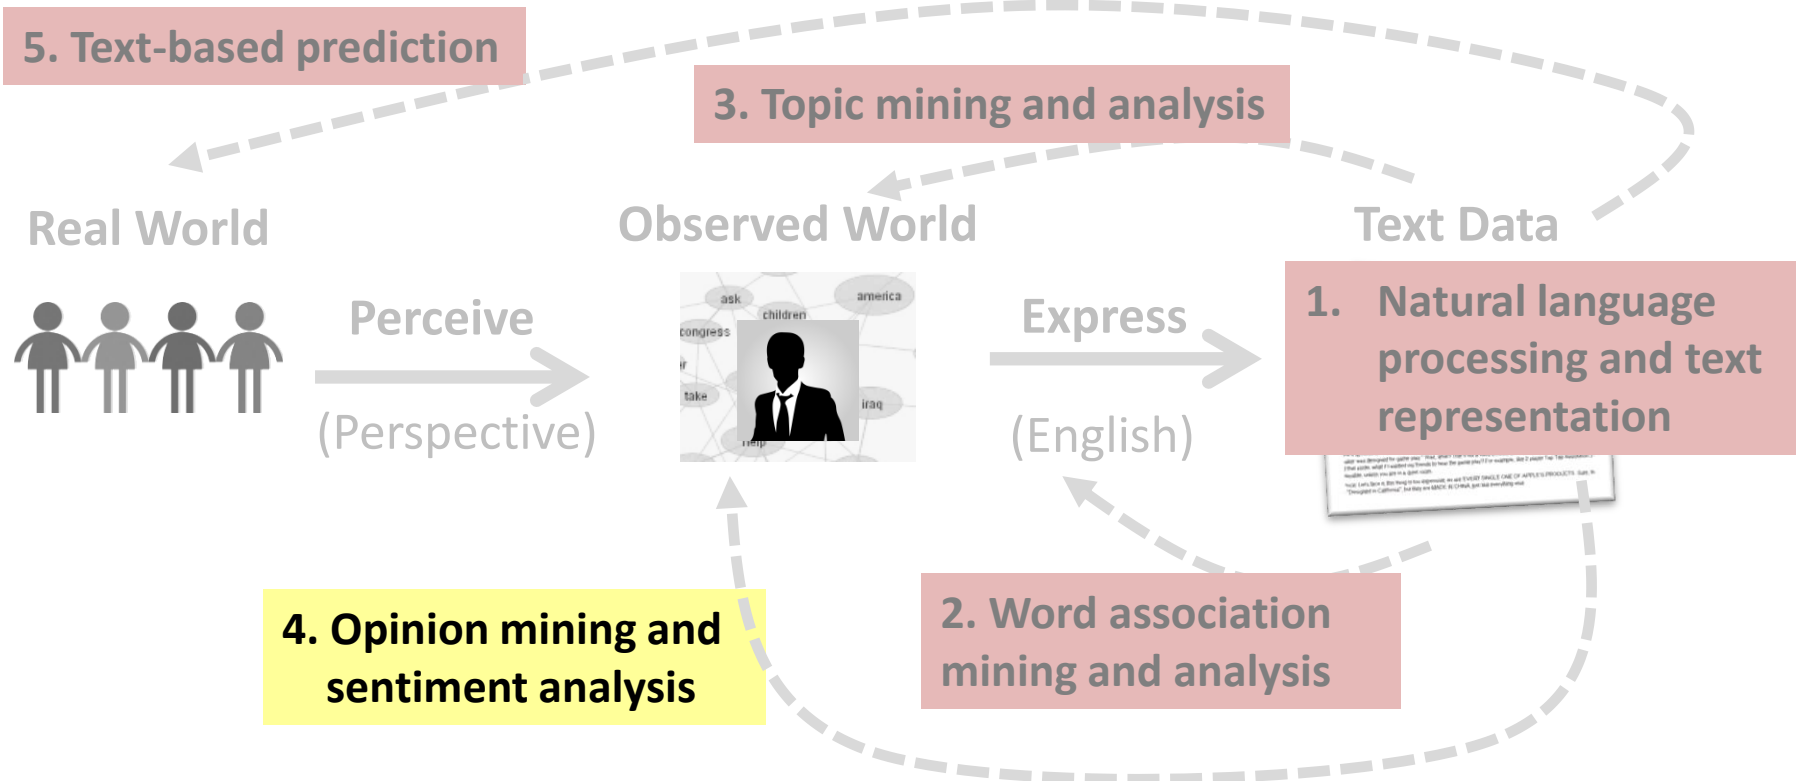 5. Text-based prediction
3. Topic mining and analysis
Real World
Observed World
Text Data
Perceive
(Perspective)
ask
america
children
congress
take
iraq
Express
(English)
1. Natural language
processing and text
representation
4. Opinion mining and
sentiment analysis
2. Word association
mining and analysis